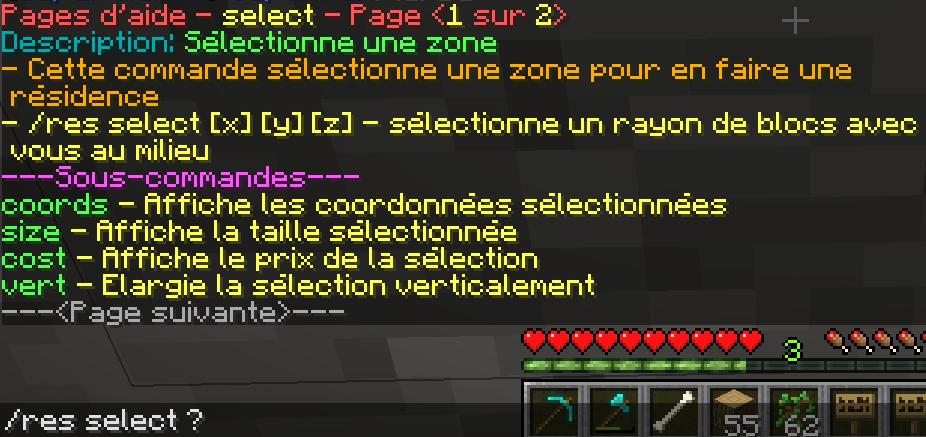 Pages d'aide - select - Page <1 sur 2>
Description: Sélectionne une zone
- Cette commande sélectionne une zone pour en faire une
résidence
- /res select [x] [y] [z] - sélectionne un rayon de blocs avec
vous au milieu
---Sous-commandes---
coords - Affiche les coordonnées sélectionnées
size - Affiche la taille sélectionnée
cost - Affiche le prix de la sélection
vert - Elargie la sélection verticalement
---<Page suivante>---
3
55 62
/res select ?